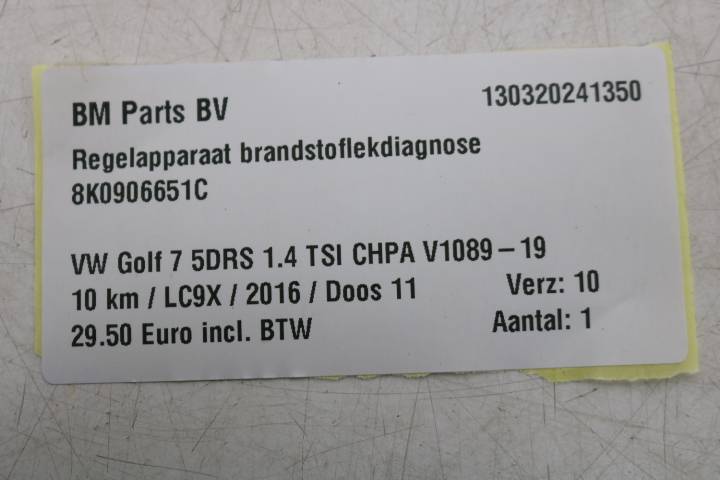 BM Parts BV 130320241350
Regelapparaat brandstoflekdiagnose
8K0906651C
VW Golf 7 5DRS 1.4 TSI CHPA V1089-19
10 km / LC9X / 2016 / Doos 11 Verz: 10
29.50 Euro incl. BTW Aantal: 1